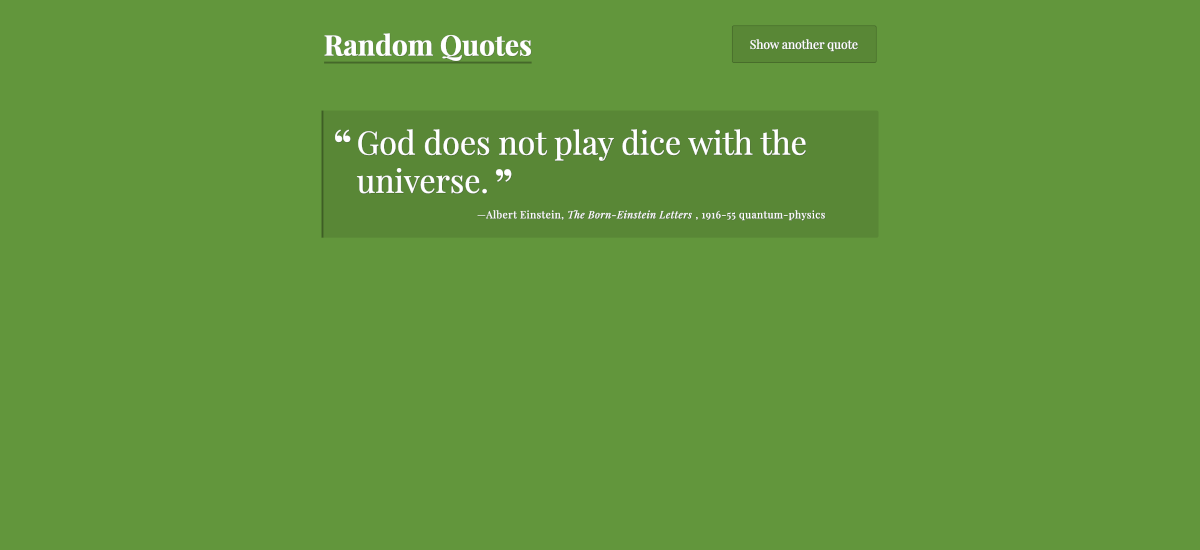 Random Quotes
Show another quote
“ God does not play dice with the
universe. ”
—Albert Einstein, The Born-Einstein Letters , 1916-55 quantum-physics